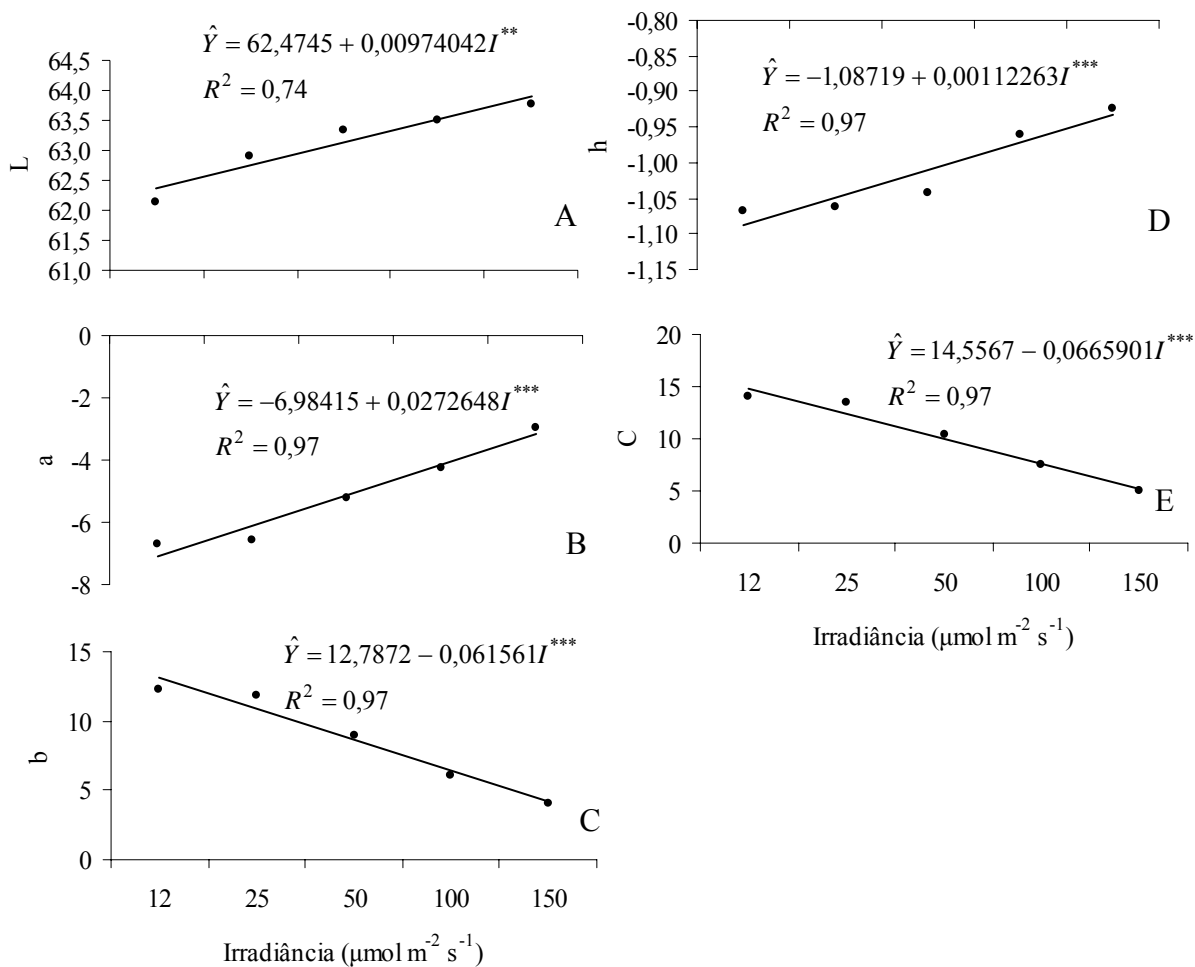 Ŷ = 62,4745 + 0,00974042I**
R² = 0,74
64,5
64,0
63,5
63,0
62,5
62,0
61,5
61,0
L
A
0
-2
-4
-6
-8
a
Ŷ = −6,98415 + 0,0272648I***
R² = 0,97
B
15
10
5
0
b
Ŷ = 12,7872 − 0,061561I***
R² = 0,97
C
12 25 50 100 150
Irradiância (μmol m⁻² s⁻¹)
-0,80
-0,85
-0,90
-0,95
-1,00
-1,05
-1,10
-1,15
h
Ŷ = −1,08719 + 0,00112263I***
R² = 0,97
D
20
15
10
5
0
C
Ŷ = 14,5567 − 0,0665901I***
R² = 0,97
E
12 25 50 100 150
Irradiância (μmol m⁻² s⁻¹)